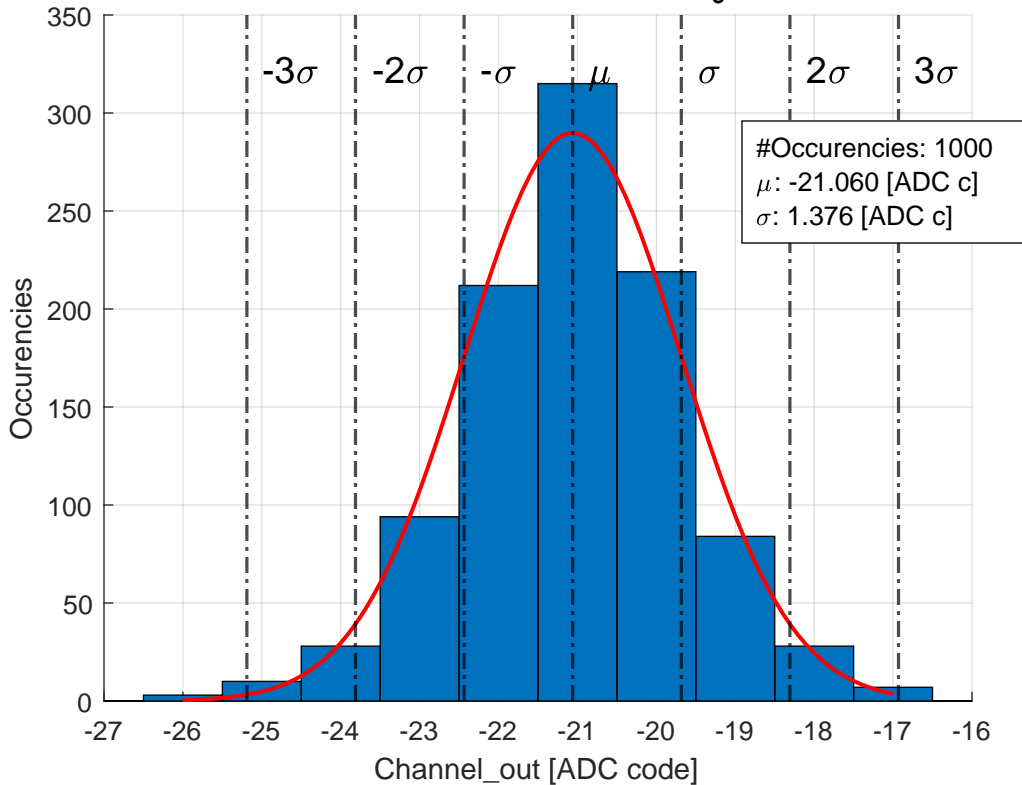 350
300
250
200
150
100
50
0
-3σ
-2σ
-σ
μ
σ
2σ
3σ
#Occurencies: 1000
μ: -21.060 [ADC c]
σ: 1.376 [ADC c]
Occurencies
-27
-26
-25
-24
-23
-22
-21
-20
-19
-18
-17
-16
Channel_out [ADC code]